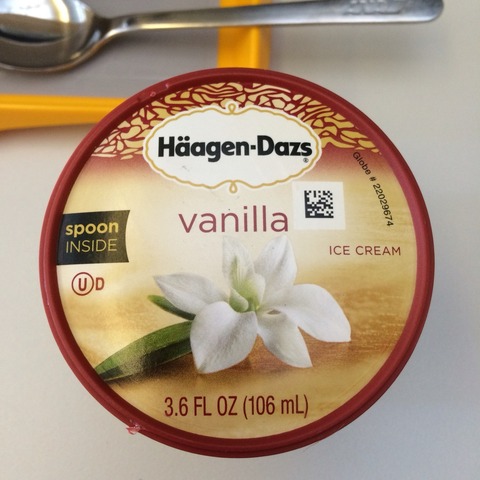 Häagen-Dazs®
vanilla
Globe # 22029674
spoon
INSIDE
ICE CREAM
U D
3.6 FL OZ (106 mL)